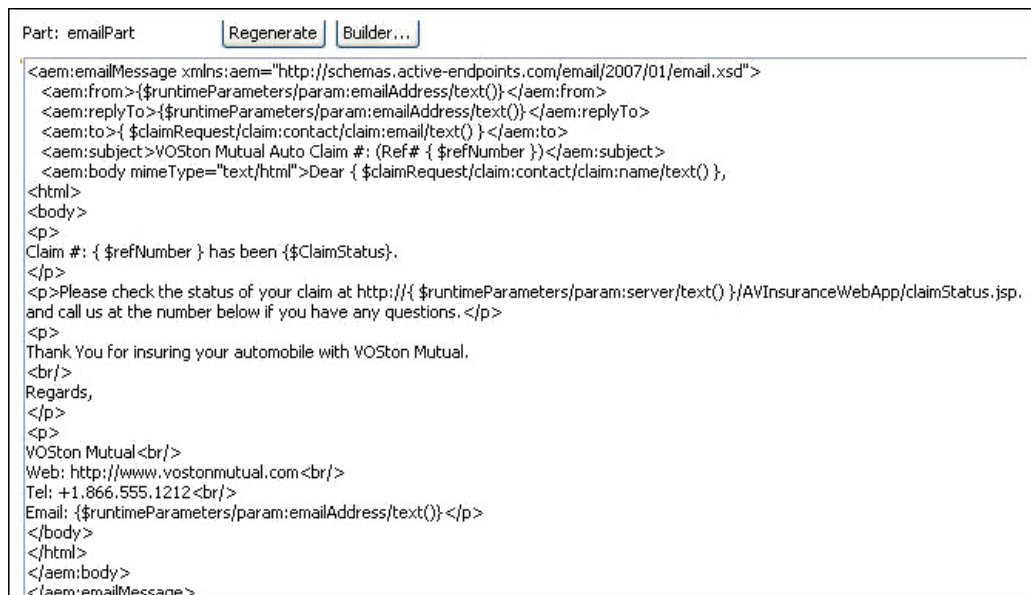 Part: emailPart Regenerate Builder...
<aem:emailMessage xmlns:aem="http://schemas.active-endpoints.com/email/2007/01/email.xsd">
<aem:from>{$runtimeParameters/param:emailAddress/text()}</aem:from>
<aem:replyTo>{$runtimeParameters/param:emailAddress/text()}</aem:replyTo>
<aem:to>{ $claimRequest/claim:contact/claim:email/text() }</aem:to>
<aem:subject>VOSton Mutual Auto Claim #: (Ref# { $refNumber })</aem:subject>
<aem:body mimeType="text/html">Dear { $claimRequest/claim:contact/claim:name/text() },
<html>
<body>
<p>
Claim #: { $refNumber } has been {$ClaimStatus}.
</p>
<p>Please check the status of your claim at http://{ $runtimeParameters/param:server/text() }/AVInsuranceWebApp/claimStatus.jsp.
and call us at the number below if you have any questions.</p>
<p>
Thank You for insuring your automobile with VOSton Mutual.
<br/>
Regards,
</p>
<p>
VOSton Mutual<br/>
Web: http://www.vostonmutual.com<br/>
Tel: +1.866.555.1212<br/>
Email: {$runtimeParameters/param:emailAddress/text()}</p>
</body>
</html>
</aem:body>
</aem:emailMessage>